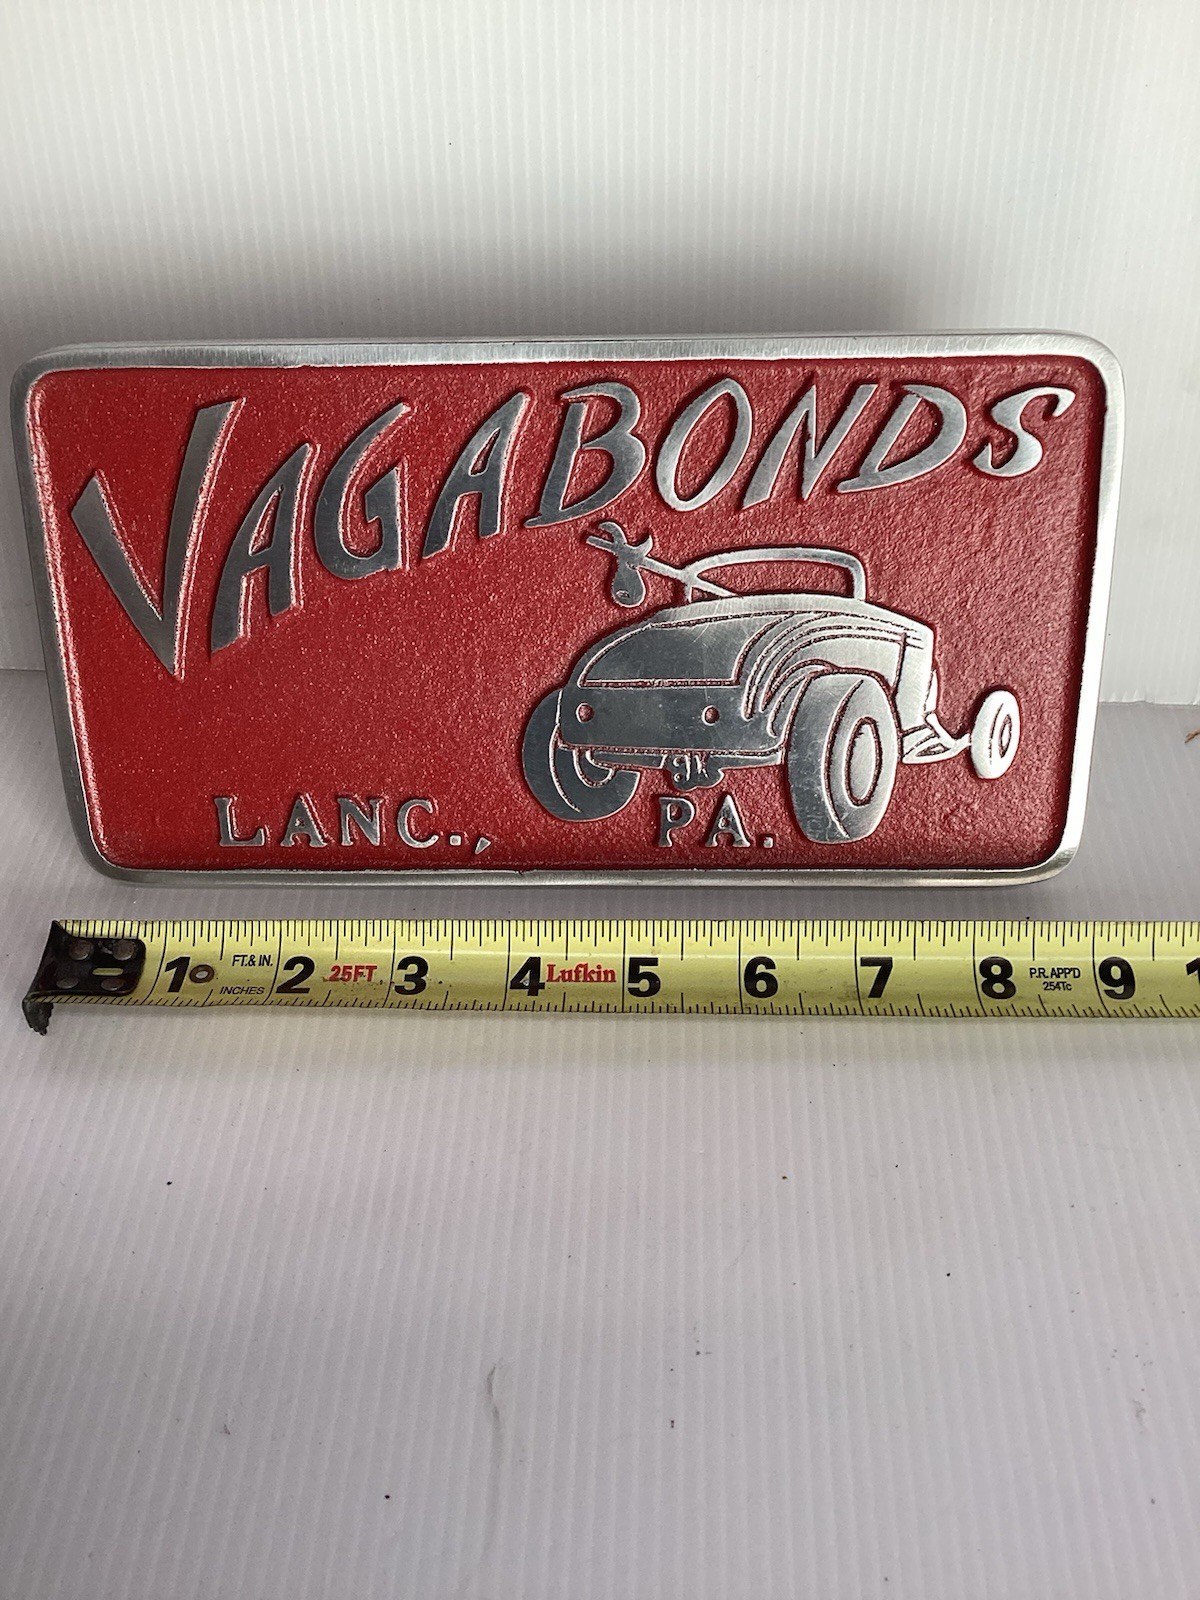 VAGABONDS
LANC., PA.
1 FT.& IN. INCHES 2 25FT. 3 4 Lufkin 5 6 7 8 P.R. APP'D 254Tc 9 1